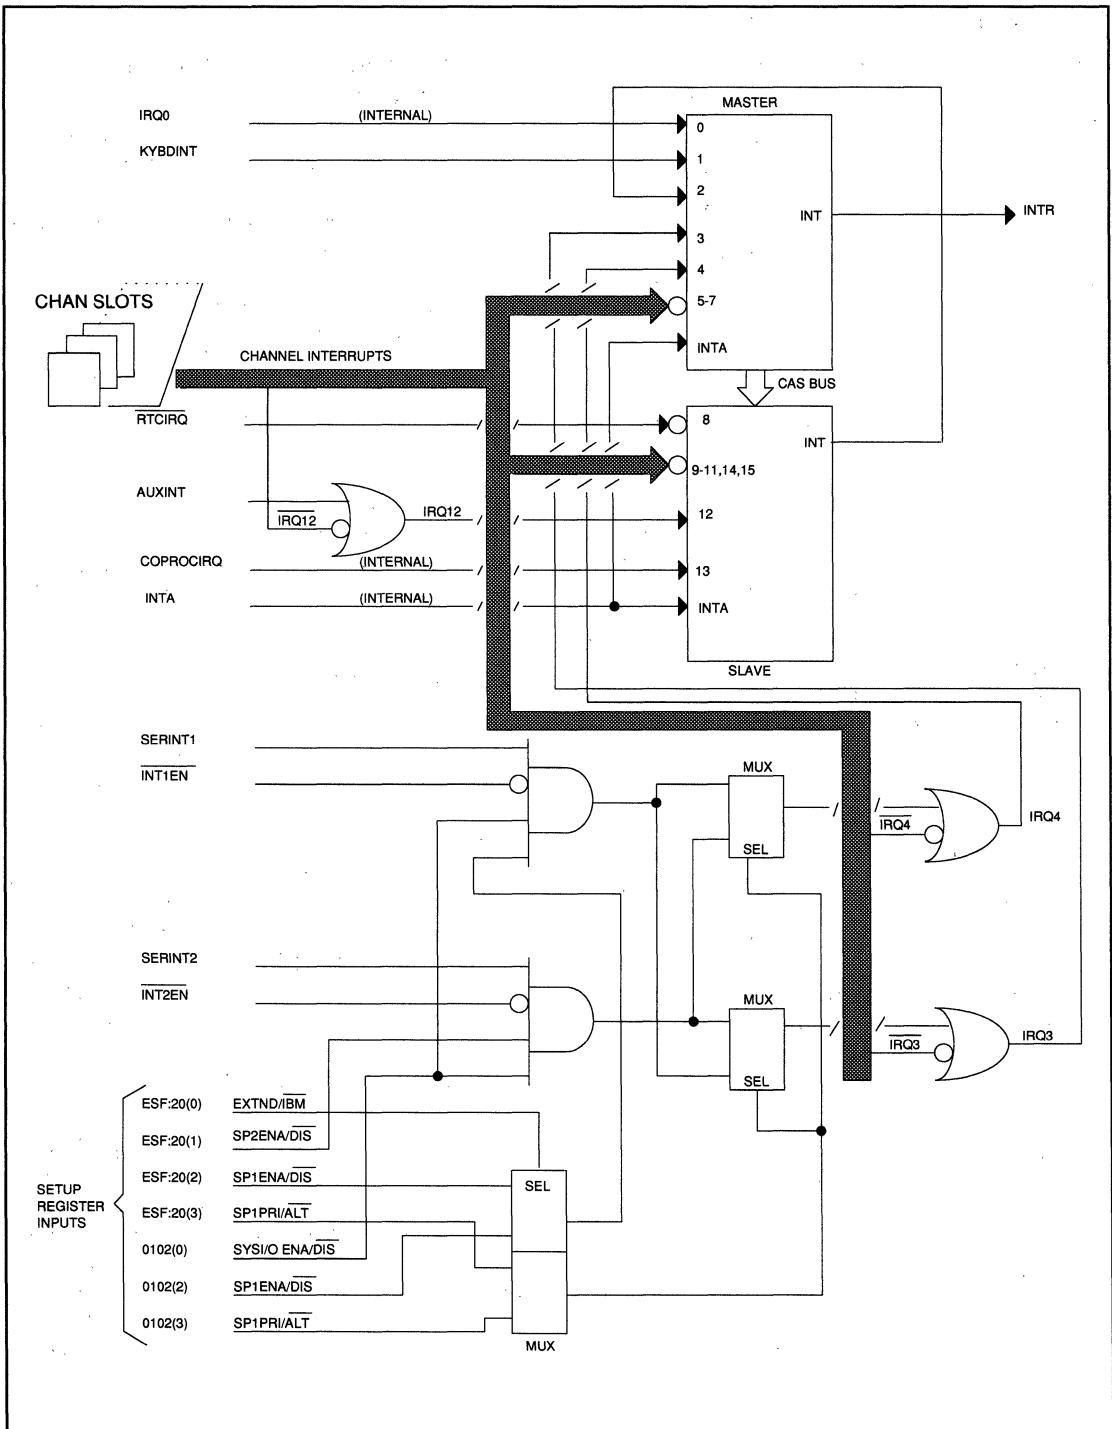 MASTER
IRQ0 (INTERNAL) 0
KYBDINT 1
2
INT INTR
3
4
CHAN SLOTS 5-7
CHANNEL INTERRUPTS INTA
CAS BUS
RTCIRQ 8
INT
9-11,14,15
AUXINT
IRQ12 IRQ12 12
COPROCIRQ (INTERNAL) 13
INTA (INTERNAL) INTA
SLAVE
SERINT1
INT1EN MUX
IRQ4 IRQ4
SEL
SERINT2
INT2EN MUX
IRQ3 IRQ3
SEL
SETUP
REGISTER
INPUTS
ESF:20(0) EXTND/IBM
ESF:20(1) SP2ENA/DIS
ESF:20(2) SP1ENA/DIS SEL
ESF:20(3) SP1PRI/ALT
0102(0) SYSI/O ENA/DIS
0102(2) SP1ENA/DIS
0102(3) SP1PRI/ALT
MUX